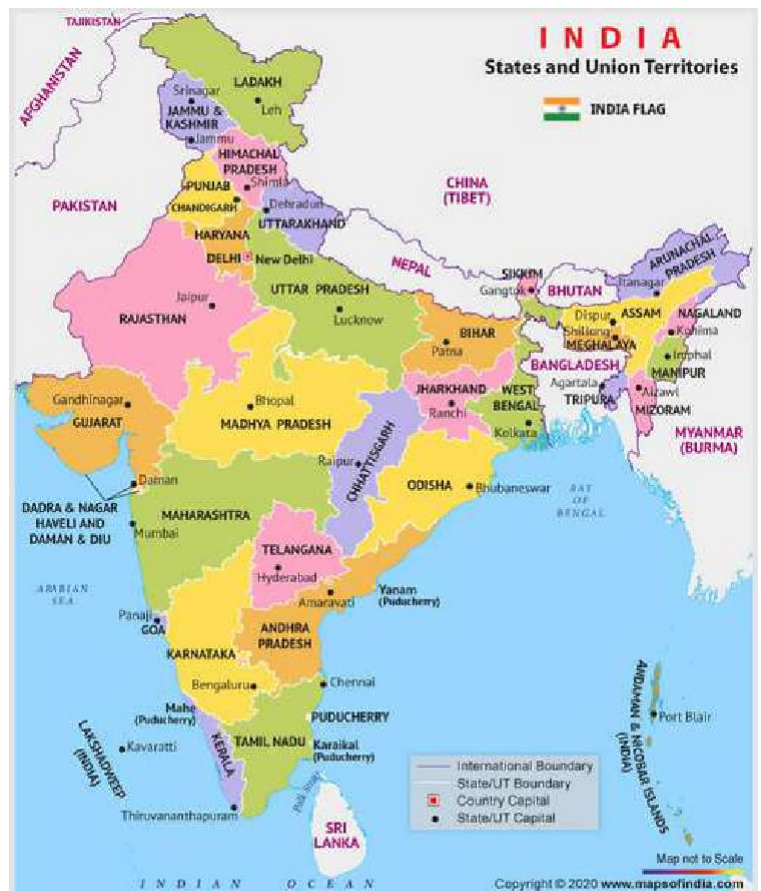 INDIA
States and Union Territories
INDIA FLAG
TAJIKISTAN
AFGHANISTAN
PAKISTAN
CHINA
(TIBET)
NEPAL
BHUTAN
BANGLADESH
MYANMAR
(BURMA)
SRI
LANKA
LADAKH
Leh
Srinagar
JAMMU &
KASHMIR
Jammu
HIMACHAL
PRADESH
Shimla
PUNJAB
CHANDIGARH
Dehradun
UTTARAKHAND
HARYANA
DELHI
New Delhi
UTTAR PRADESH
Lucknow
Jaipur
RAJASTHAN
BIHAR
Patna
SIKKIM
Gangtok
ARUNACHAL
PRADESH
Itanagar
ASSAM
Dispur
Shillong
MEGHALAYA
NAGALAND
Kohima
Imphal
MANIPUR
Agartala
TRIPURA
Aizawl
MIZORAM
Gandhinagar
GUJARAT
Bhopal
MADHYA PRADESH
JHARKHAND
Ranchi
WEST
BENGAL
Kolkata
Raipur
CHHATTISGARH
ODISHA
Bhubaneswar
BAY
OF
BENGAL
Daman
DADRA & NAGAR
HAVELI AND
DAMAN & DIU
MAHARASHTRA
Mumbai
TELANGANA
Hyderabad
ARABIAN
SEA
Amaravati
Yanam
(Puducherry)
Panaji
GOA
KARNATAKA
ANDHRA
PRADESH
Bengaluru
Chennai
Mahe
(Puducherry)
PUDUCHERRY
KERALA
TAMIL NADU
Karaikal
(Puducherry)
LAKSHADWEEP
(INDIA)
Kavaratti
Thiruvananthapuram
Palk Strait
ANDAMAN & NICOBAR ISLANDS
(INDIA)
Port Blair
International Boundary
State/UT Boundary
Country Capital
State/UT Capital
Map not to Scale
INDIAN OCEAN
Copyright © 2020 www.mapsofindia.com